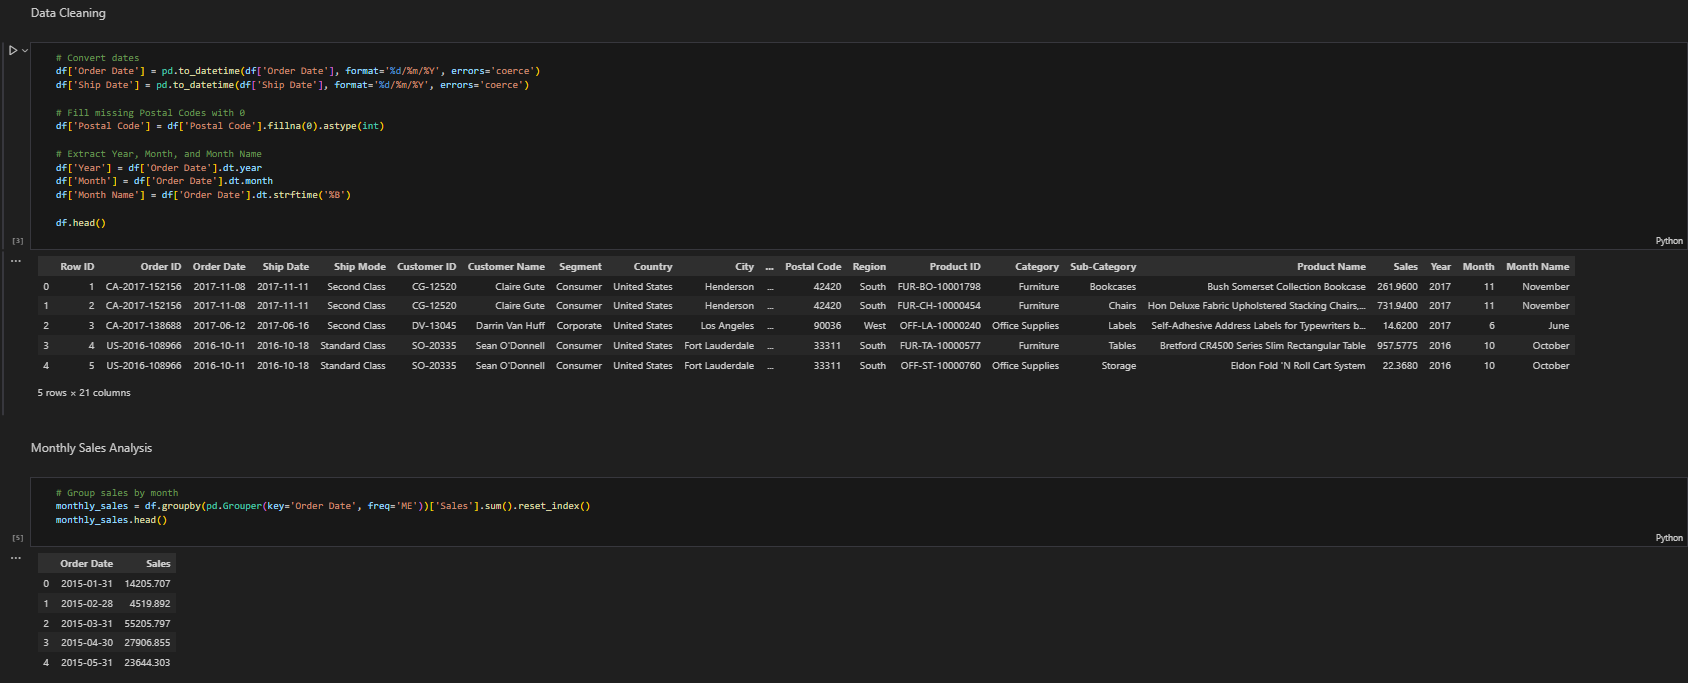 Data Cleaning
# Convert dates
df['Order Date'] = pd.to_datetime(df['Order Date'], format='%d/%m/%Y', errors='coerce')
df['Ship Date'] = pd.to_datetime(df['Ship Date'], format='%d/%m/%Y', errors='coerce')
# Fill missing Postal Codes with 0
df['Postal Code'] = df['Postal Code'].fillna(0).astype(int)
# Extract Year, Month, and Month Name
df['Year'] = df['Order Date'].dt.year
df['Month'] = df['Order Date'].dt.month
df['Month Name'] = df['Order Date'].dt.strftime('%B')
df.head()
[3]
Python
...
Row ID Order ID Order Date Ship Date Ship Mode Customer ID Customer Name Segment Country City ... Postal Code Region Product ID Category Sub-Category Product Name Sales Year Month Month Name
0 1 CA-2017-152156 2017-11-08 2017-11-11 Second Class CG-12520 Claire Gute Consumer United States Henderson ... 42420 South FUR-BO-10001798 Furniture Bookcases Bush Somerset Collection Bookcase 261.9600 2017 11 November
1 2 CA-2017-152156 2017-11-08 2017-11-11 Second Class CG-12520 Claire Gute Consumer United States Henderson ... 42420 South FUR-CH-10000454 Furniture Chairs Hon Deluxe Fabric Upholstered Stacking Chairs,... 731.9400 2017 11 November
2 3 CA-2017-138688 2017-06-12 2017-06-16 Second Class DV-13045 Darrin Van Huff Corporate United States Los Angeles ... 90036 West OFF-LA-10000240 Office Supplies Labels Self-Adhesive Address Labels for Typewriters b... 14.6200 2017 6 June
3 4 US-2016-108966 2016-10-11 2016-10-18 Standard Class SO-20335 Sean O'Donnell Consumer United States Fort Lauderdale ... 33311 South FUR-TA-10000577 Furniture Tables Bretford CR4500 Series Slim Rectangular Table 957.5775 2016 10 October
4 5 US-2016-108966 2016-10-11 2016-10-18 Standard Class SO-20335 Sean O'Donnell Consumer United States Fort Lauderdale ... 33311 South OFF-ST-10000760 Office Supplies Storage Eldon Fold 'N Roll Cart System 22.3680 2016 10 October
5 rows × 21 columns
Monthly Sales Analysis
# Group sales by month
monthly_sales = df.groupby(pd.Grouper(key='Order Date', freq='ME'))['Sales'].sum().reset_index()
monthly_sales.head()
[5]
Python
...
Order Date Sales
0 2015-01-31 14205.707
1 2015-02-28 4519.892
2 2015-03-31 55205.797
3 2015-04-30 27906.855
4 2015-05-31 23644.303